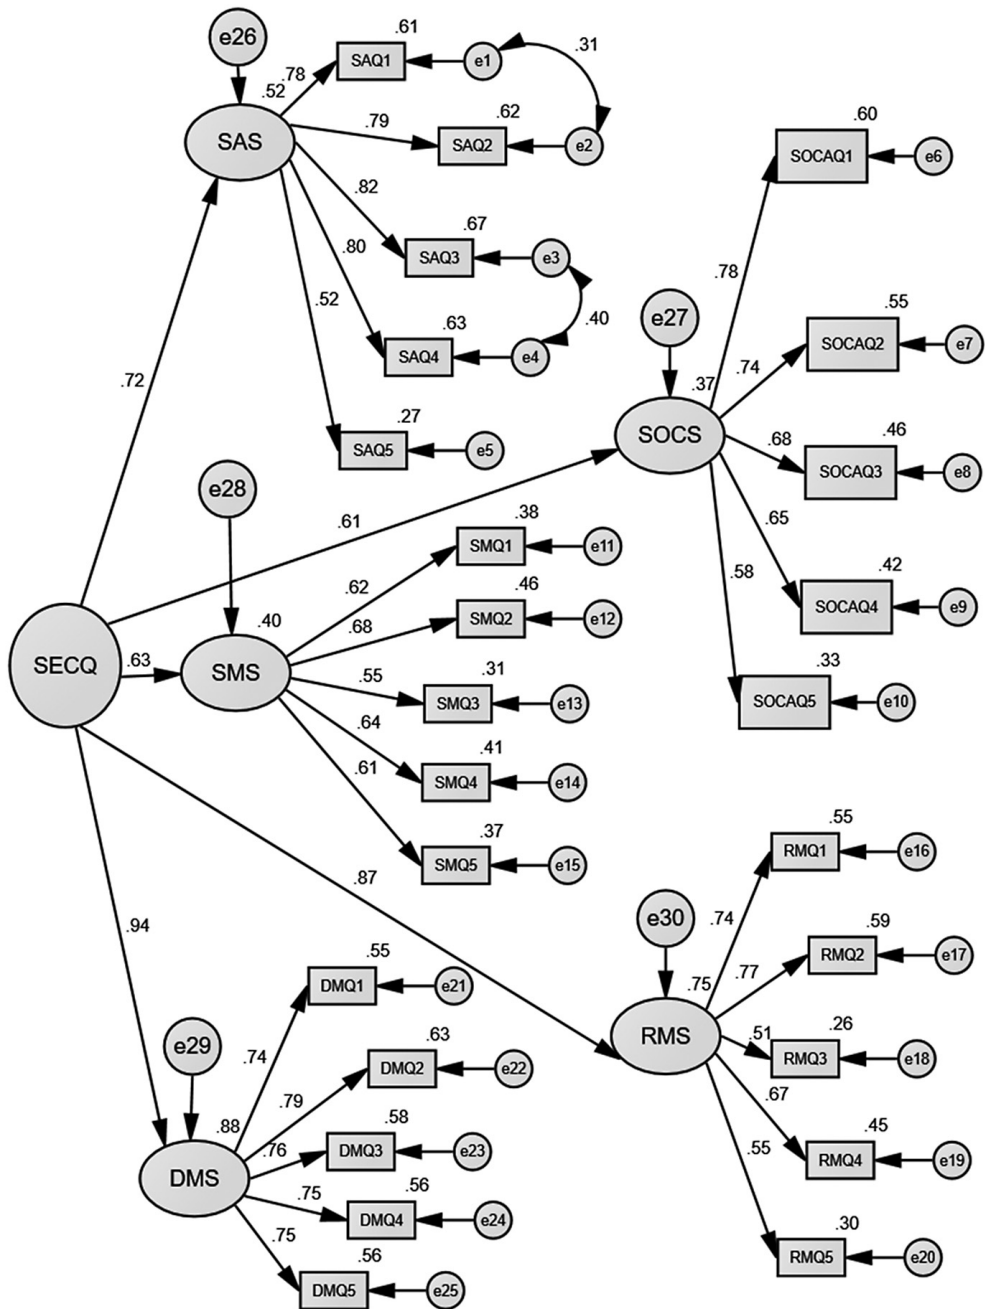 e26
.61
SAQ1
e1
.31
.78
.52
SAS
.79
.62
SAQ2
e2
.82
.67
SAQ3
e3
.80
.63
SAQ4
e4
.40
.52
.27
SAQ5
e5
.72
.60
SOCAQ1
e6
.78
e27
.37
SOCS
.55
SOCAQ2
e7
.74
.46
SOCAQ3
e8
.68
.42
SOCAQ4
e9
.65
.33
SOCAQ5
e10
.58
.61
e28
.40
SMS
.38
SMQ1
e11
.62
.46
SMQ2
e12
.68
.31
SMQ3
e13
.55
.41
SMQ4
e14
.64
.37
SMQ5
e15
.61
SECQ
.63
.87
.94
e30
.75
RMS
.55
RMQ1
e16
.74
.59
RMQ2
e17
.77
.26
RMQ3
e18
.51
.45
RMQ4
e19
.67
.30
RMQ5
e20
.55
e29
.88
DMS
.55
DMQ1
e21
.74
.63
DMQ2
e22
.79
.58
DMQ3
e23
.76
.56
DMQ4
e24
.75
.56
DMQ5
e25
.75